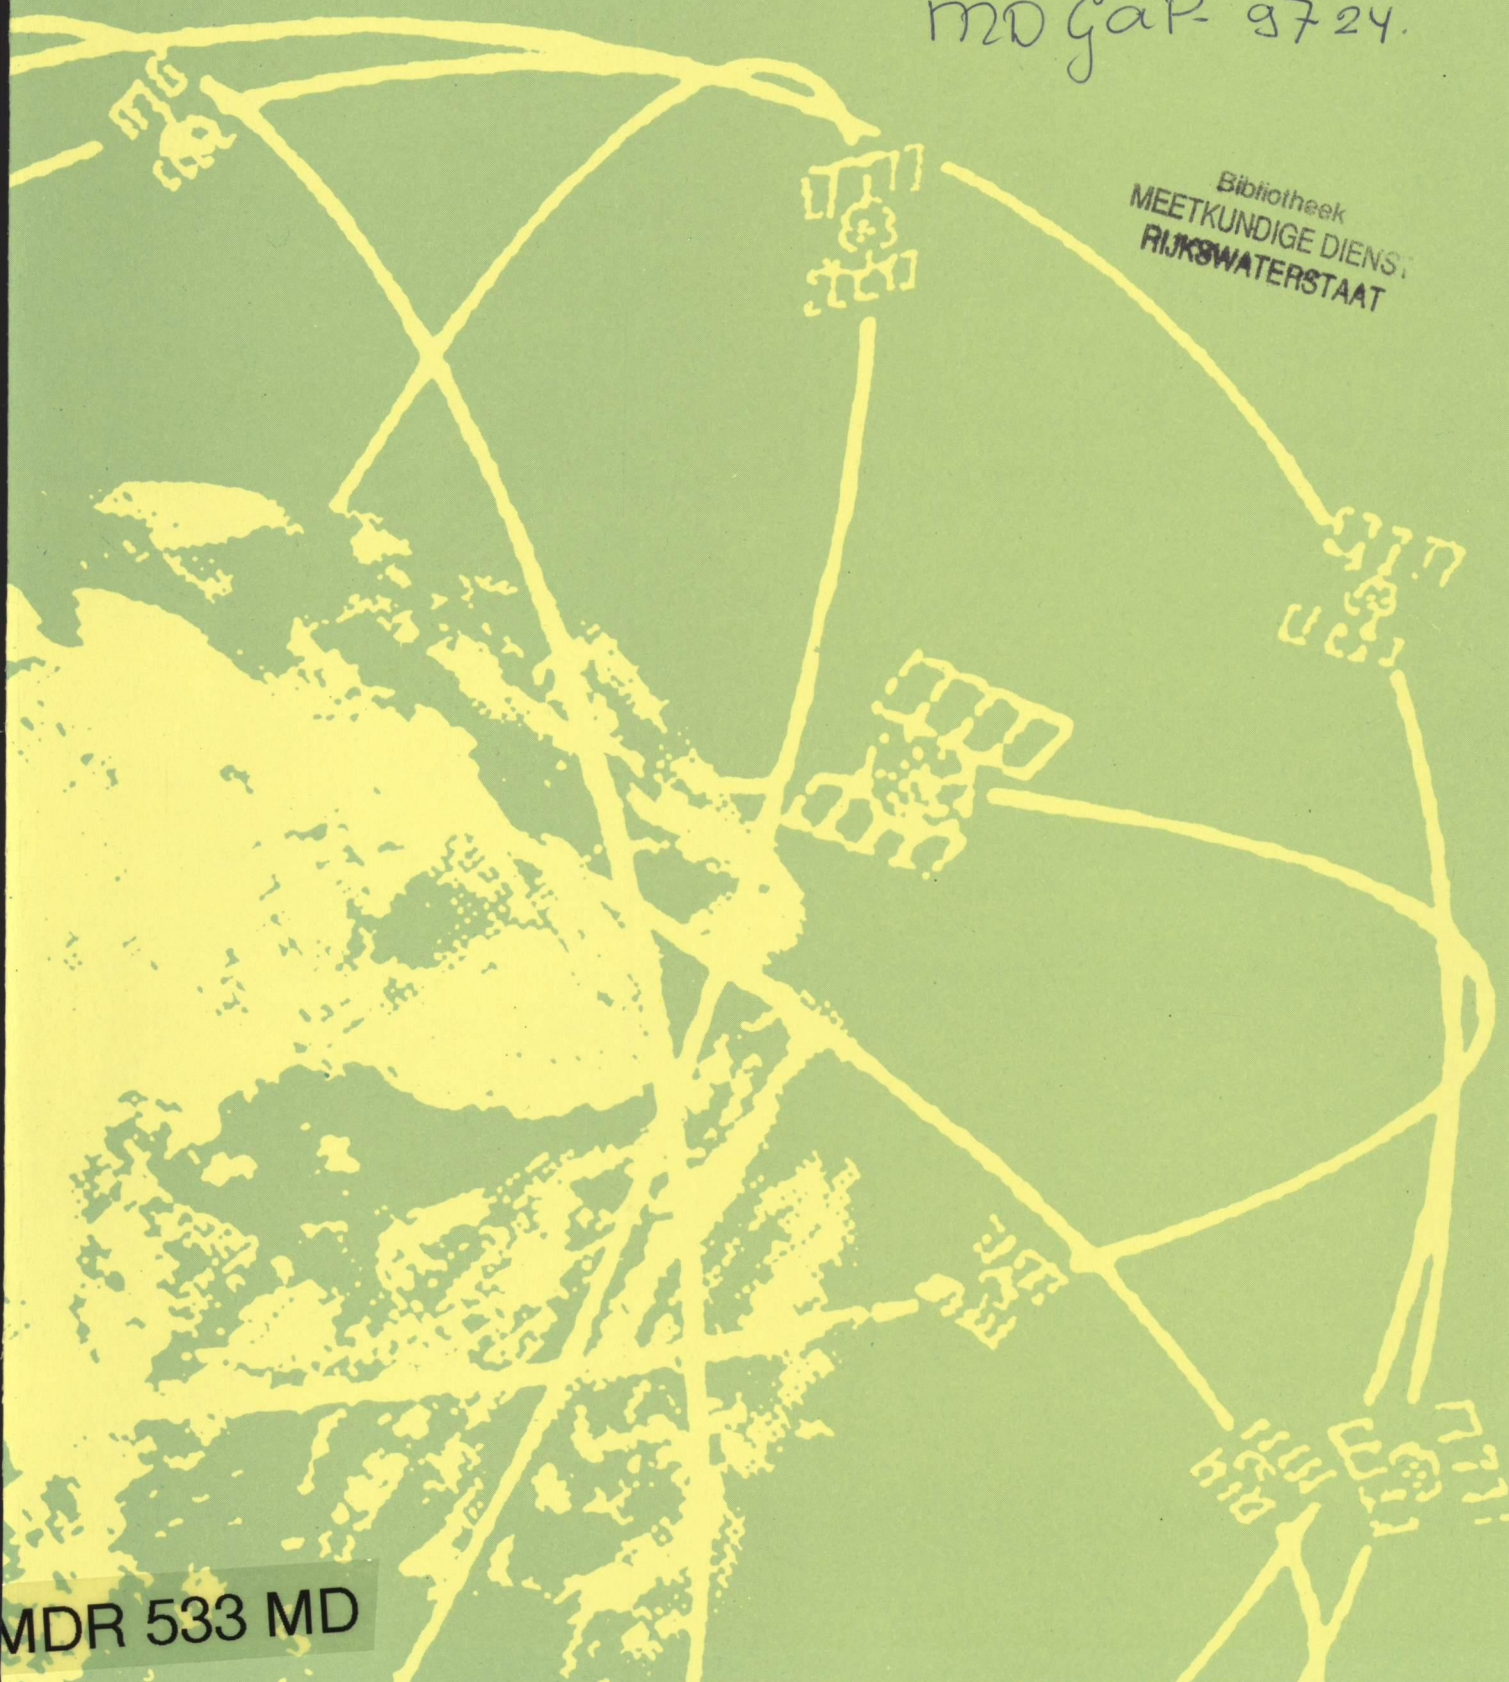 MDGAP- 9724.
Bibliotheek
MEETKUNDIGE DIENST
RIJKSWATERSTAAT
MDR 533 MD